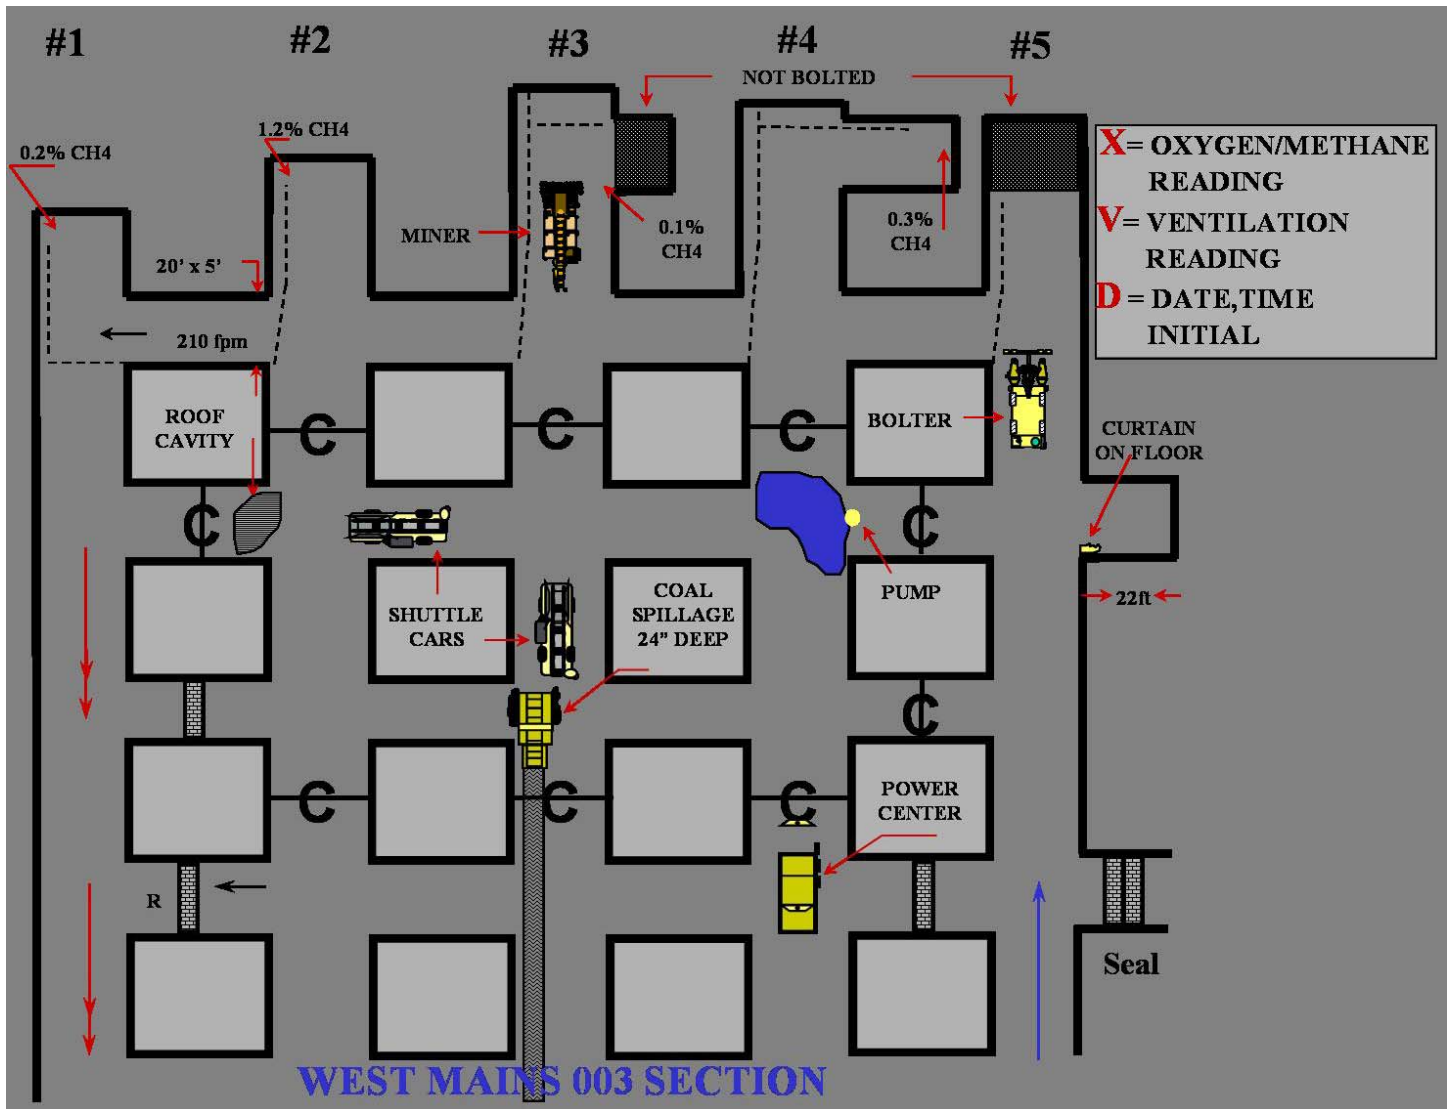 #1
#2
#3
#4
#5
NOT BOLTED
1.2% CH4
0.2% CH4
X= OXYGEN/METHANE
READING
V= VENTILATION
READING
D = DATE,TIME
INITIAL
MINER
0.1%
CH4
0.3%
CH4
20' x 5'
210 fpm
ROOF
CAVITY
C
C
C
BOLTER
CURTAIN
ON FLOOR
C
C
SHUTTLE
CARS
COAL
SPILLAGE
24" DEEP
PUMP
22ft
C
C
C
C
POWER
CENTER
R
Seal
WEST MAINS 003 SECTION